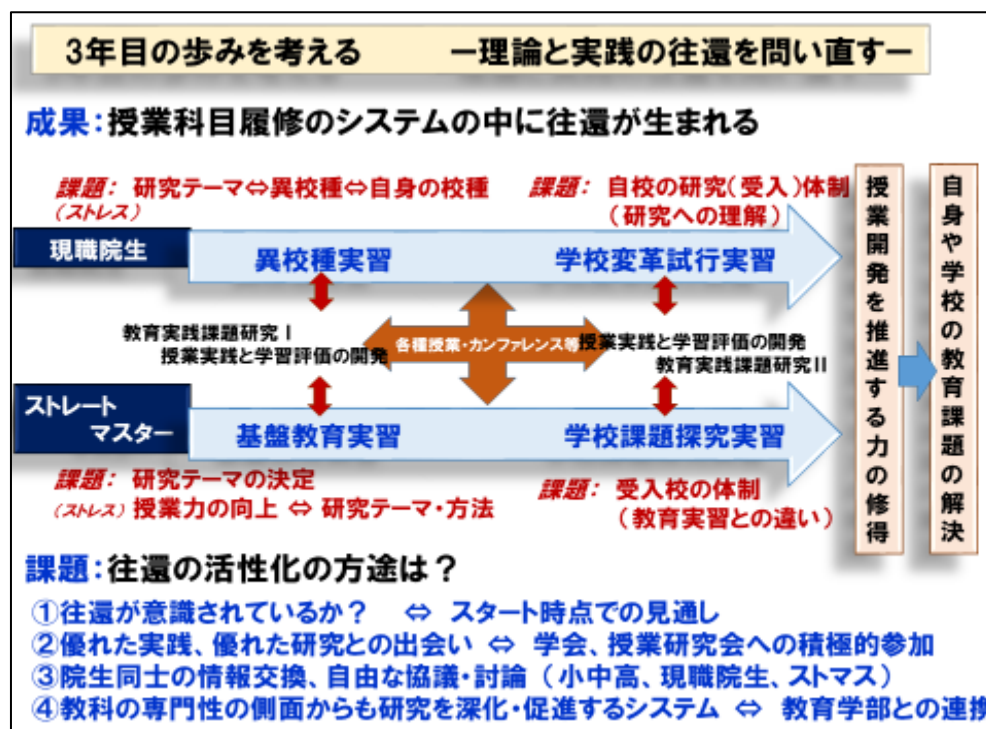 3年目の歩みを考える　　ー理論と実践の往還を問い直すー
成果：授業科目履修のシステムの中に往還が生まれる
課題：研究テーマ⇔異校種⇔自身の校種
（ストレス）
課題：自校の研究（受入）体制
（研究への理解）
現職院生
異校種実習
学校変革試行実習
教育実践課題研究Ⅰ
授業実践と学習評価の開発
各種授業・カンファレンス等
授業実践と学習評価の開発
教育実践課題研究Ⅱ
ストレート
マスター
基盤教育実習
学校課題探究実習
課題：研究テーマの決定
（ストレス）授業力の向上 ⇔ 研究テーマ・方法
課題：受入校の体制
（教育実習との違い）
授業開発を推進する力の修得
自身や学校の教育課題の解決
課題：往還の活性化の方途は？
①往還が意識されているか？　⇔　スタート時点での見通し
②優れた実践、優れた研究との出会い ⇔ 学会、授業研究会への積極的参加
③院生同士の情報交換、自由な協議・討論（小中高、現職院生、ストマス）
④教科の専門性の側面からも研究を深化・促進するシステム ⇔ 教育学部との連携